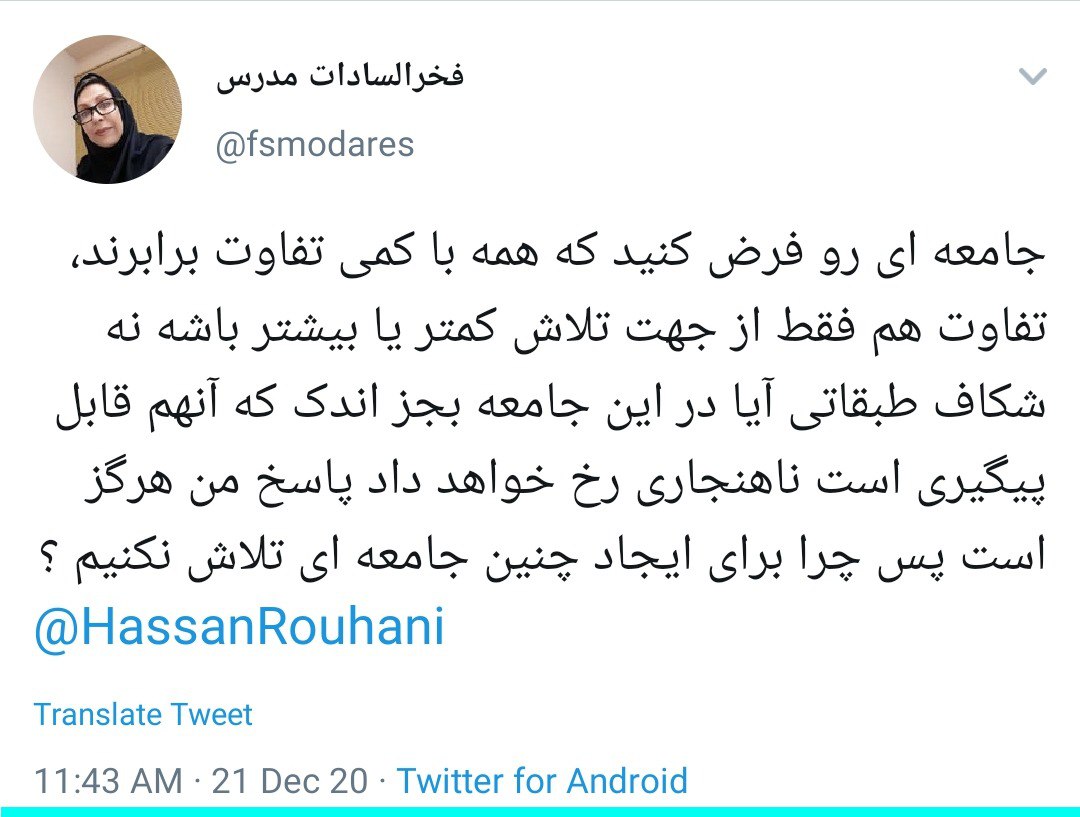 فخرالسادات مدرس
@fsmodares
جامعه ای رو فرض کنید که همه با کمی تفاوت برابرند،
تفاوت هم فقط از جهت تلاش کمتر یا بیشتر باشه نه
شکاف طبقاتی آیا در این جامعه بجز اندک که آنهم قابل
پیگیری است ناهنجاری رخ خواهد داد پاسخ من هرگز
است پس چرا برای ایجاد چنین جامعه ای تلاش نکنیم ؟
@HassanRouhani
Translate Tweet
11:43 AM · 21 Dec 20 · Twitter for Android